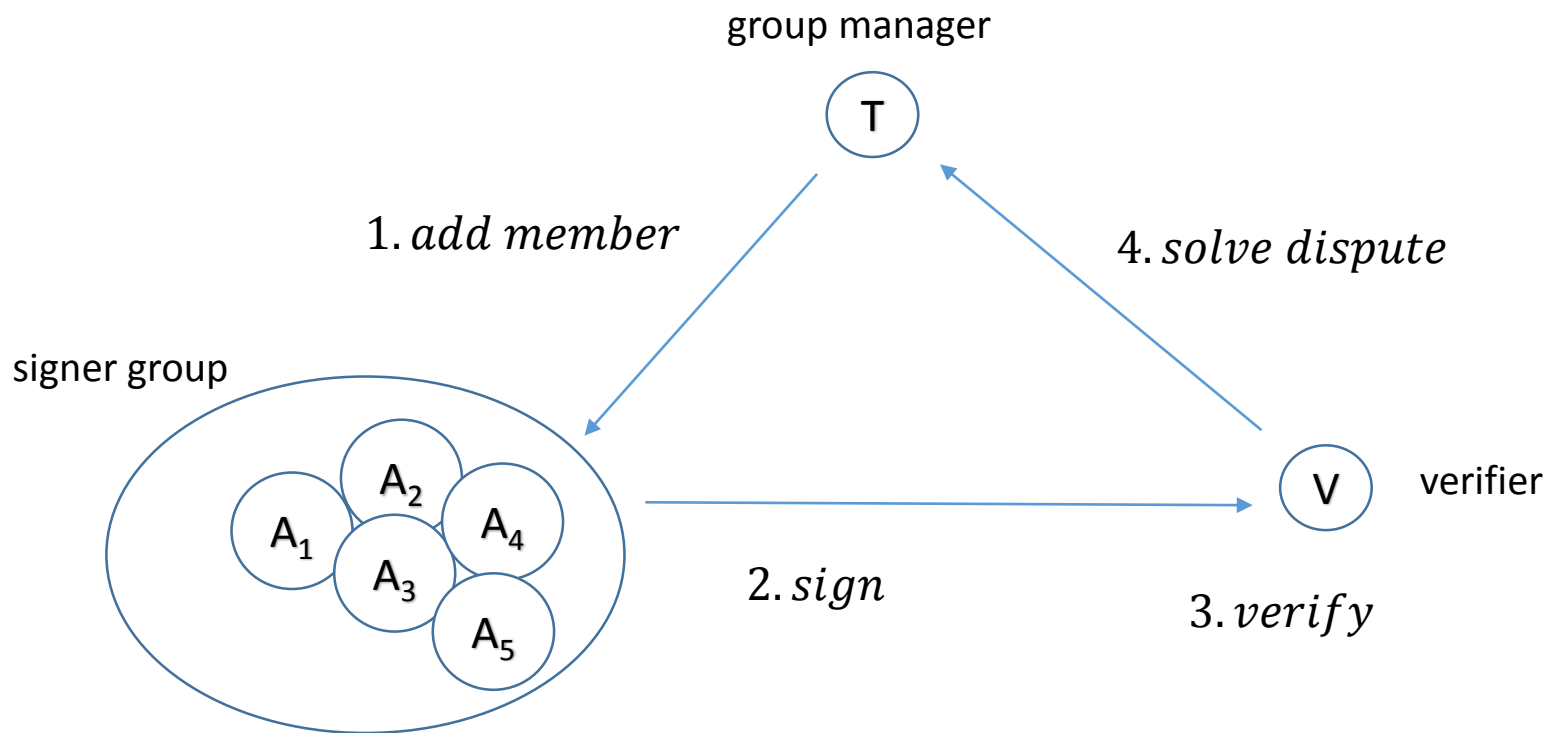 group manager
T
1. add member
4. solve dispute
signer group
A₂
A₄
A₁
A₃
A₅
V
verifier
2. sign
3. verify